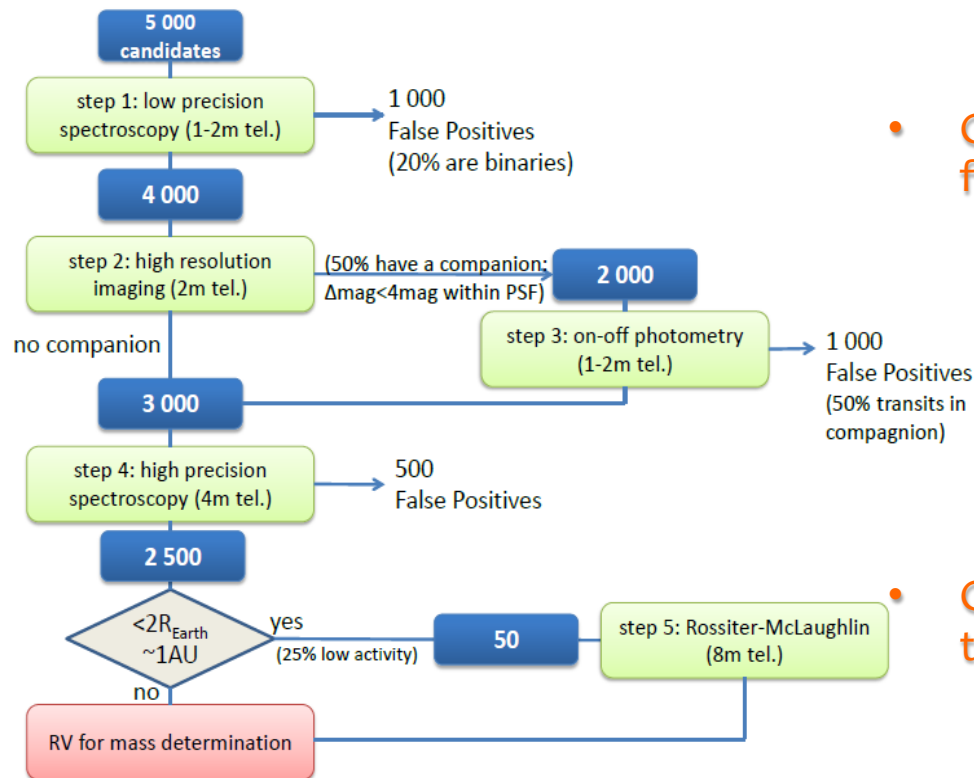 5 000
candidates
step 1: low precision
spectroscopy (1-2m tel.)
1 000
False Positives
(20% are binaries)
4 000
step 2: high resolution
imaging (2m tel.)
(50% have a companion;
Δmag<4mag within PSF)
2 000
step 3: on-off photometry
(1-2m tel.)
1 000
False Positives
(50% transits in
compagnion)
no companion
3 000
step 4: high precision
spectroscopy (4m tel.)
500
False Positives
2 500
<2R_Earth
~1AU
yes
(25% low activity)
50
step 5: Rossiter-McLaughlin
(8m tel.)
no
RV for mass determination